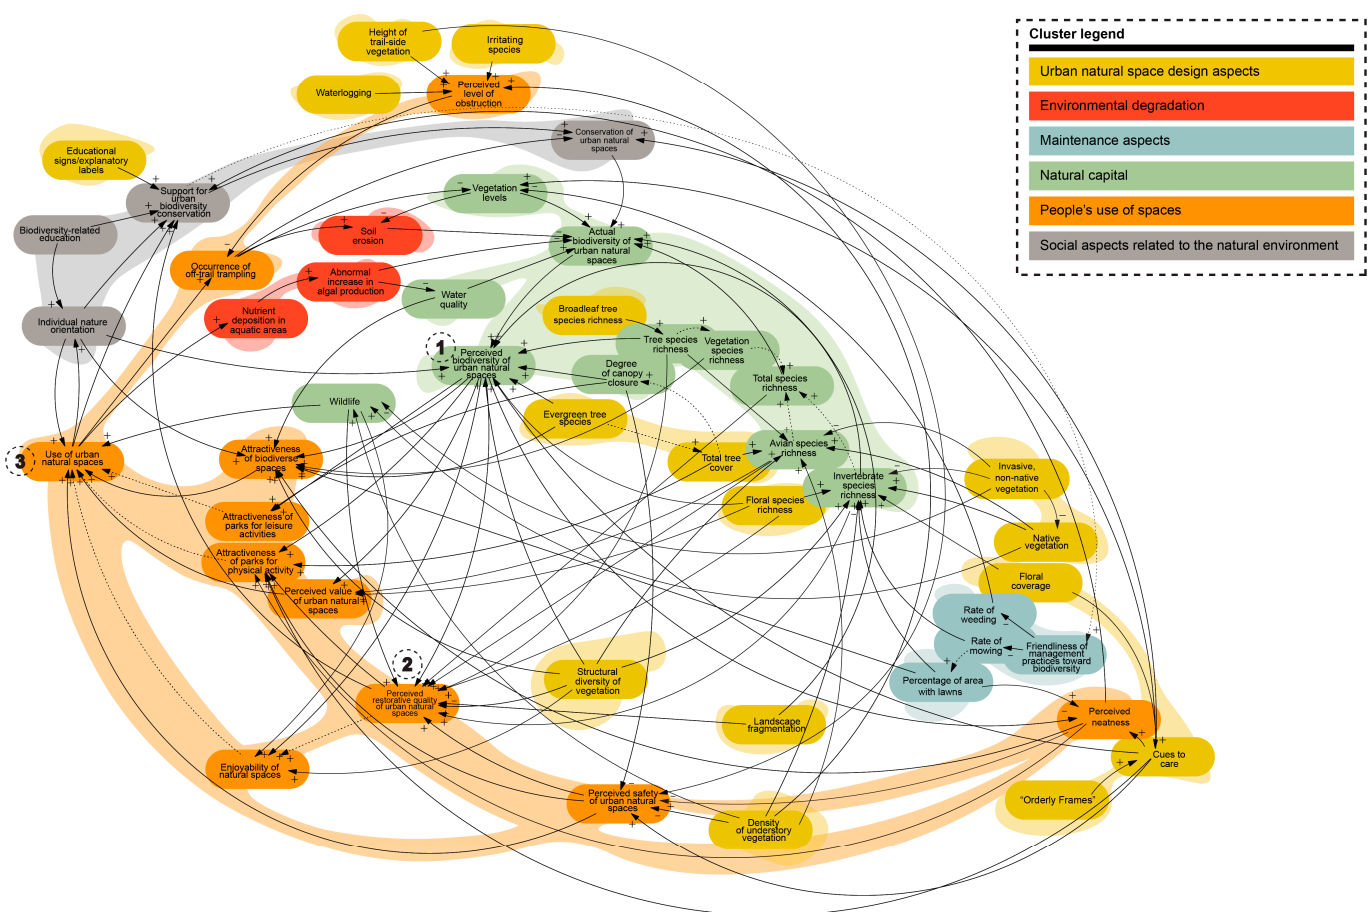 Cluster legend
Urban natural space design aspects
Environmental degradation
Maintenance aspects
Natural capital
People's use of spaces
Social aspects related to the natural environment
Height of
trail-side
vegetation
Irritating
species
Waterlogging
Perceived
level of
obstruction
Educational
signs/explanatory
labels
Conservation of
urban natural
spaces
Support for
urban
biodiversity
conservation
Vegetation
levels
Biodiversity-related
education
Soil
erosion
Actual
biodiversity of
urban natural
spaces
Occurrence of
off-trail trampling
Abnormal
increase in
algal production
Water
quality
Nutrient
deposition in
aquatic areas
Individual nature
orientation
Broadleaf tree
species richness
Tree species
richness
Vegetation
species
richness
1
Perceived
biodiversity of
urban natural
spaces
Degree
of canopy
closure
Total species
richness
Wildlife
Evergreen tree
species
3
Use of urban
natural spaces
Attractiveness
of biodiverse
spaces
Total tree
cover
Avian species
richness
Invertebrate
species
richness
Invasive,
non-native
vegetation
Floral species
richness
Attractiveness of
parks for leisure
activities
Native
vegetation
Attractiveness
of parks for
physical activity
Perceived value
of urban natural
spaces
Floral
coverage
Rate of
weeding
Rate of
mowing
Friendliness of
management
practices toward
biodiversity
2
Perceived
restorative quality
of urban natural
spaces
Structural
diversity of
vegetation
Percentage of area
with lawns
Landscape
fragmentation
Perceived
neatness
Cues to
care
Enjoyability of
natural spaces
Perceived safety
of urban natural
spaces
Density
of understory
vegetation
"Orderly Frames"